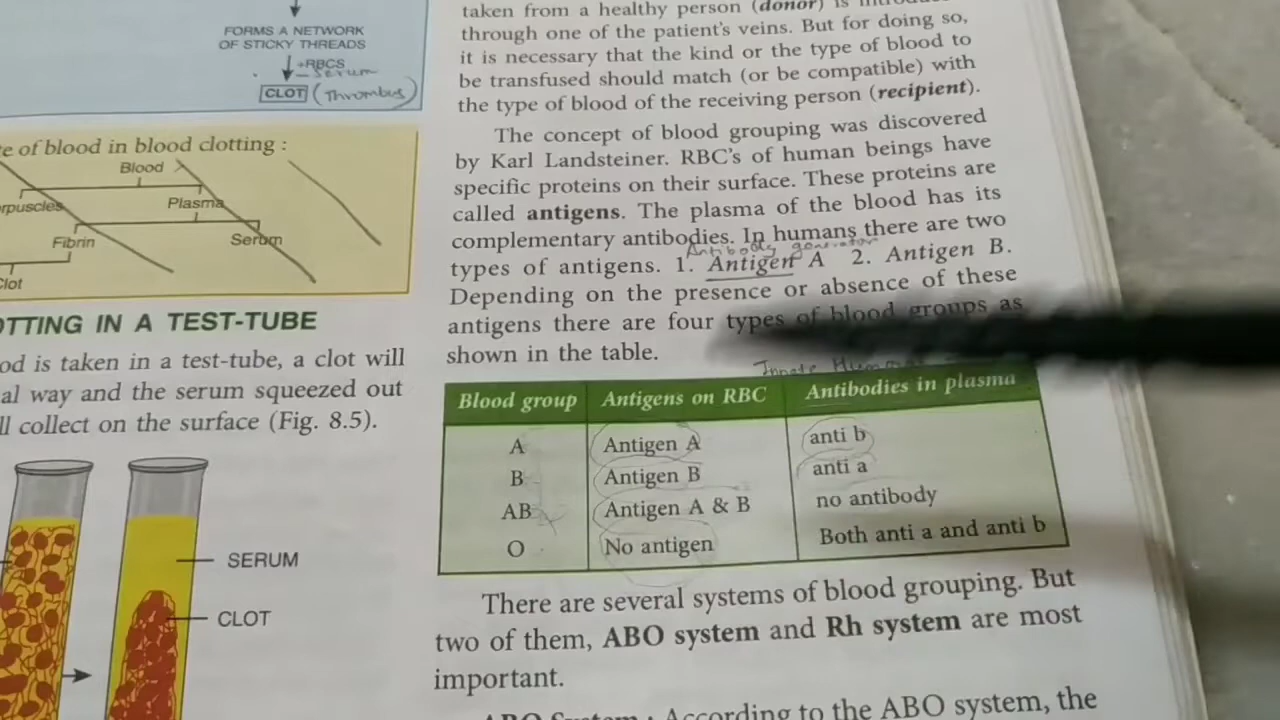 FORMS A NETWORK
OF STICKY THREADS
+RBCS
– Serum
CLOT (Thrombus)
e of blood in blood clotting :
Blood
rpuscles
Plasma
Fibrin
Serum
Clot
OTTING IN A TEST-TUBE
od is taken in a test-tube, a clot will
al way and the serum squeezed out
ll collect on the surface (Fig. 8.5).
SERUM
CLOT
taken from a healthy person (donor) is
through one of the patient's veins. But for doing so,
it is necessary that the kind or the type of blood to
be transfused should match (or be compatible) with
the type of blood of the receiving person (recipient).
The concept of blood grouping was discovered
by Karl Landsteiner. RBC's of human beings have
specific proteins on their surface. These proteins are
called antigens. The plasma of the blood has its
complementary antibodies. In humans there are two
Antibody generator
types of antigens. 1. Antigen A 2. Antigen B.
Depending on the presence or absence of these
antigens there are four types of blood groups as
shown in the table.
Innate
Blood group Antigens on RBC Antibodies in plasma
A Antigen A anti b
B Antigen B anti a
AB Antigen A & B no antibody
O No antigen Both anti a and anti b
There are several systems of blood grouping. But
two of them, ABO system and Rh system are most
important.
ABO System : According to the ABO system, the